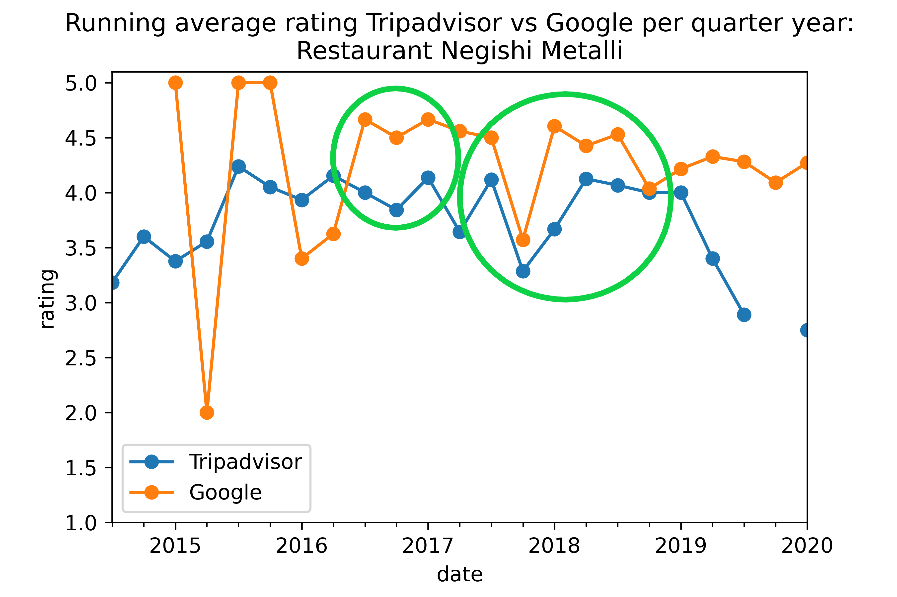 Running average rating Tripadvisor vs Google per quarter year:
Restaurant Negishi Metalli
5.0
4.5
4.0
3.5
3.0
2.5
2.0
1.5
1.0
rating
Tripadvisor
Google
2015 2016 2017 2018 2019 2020
date